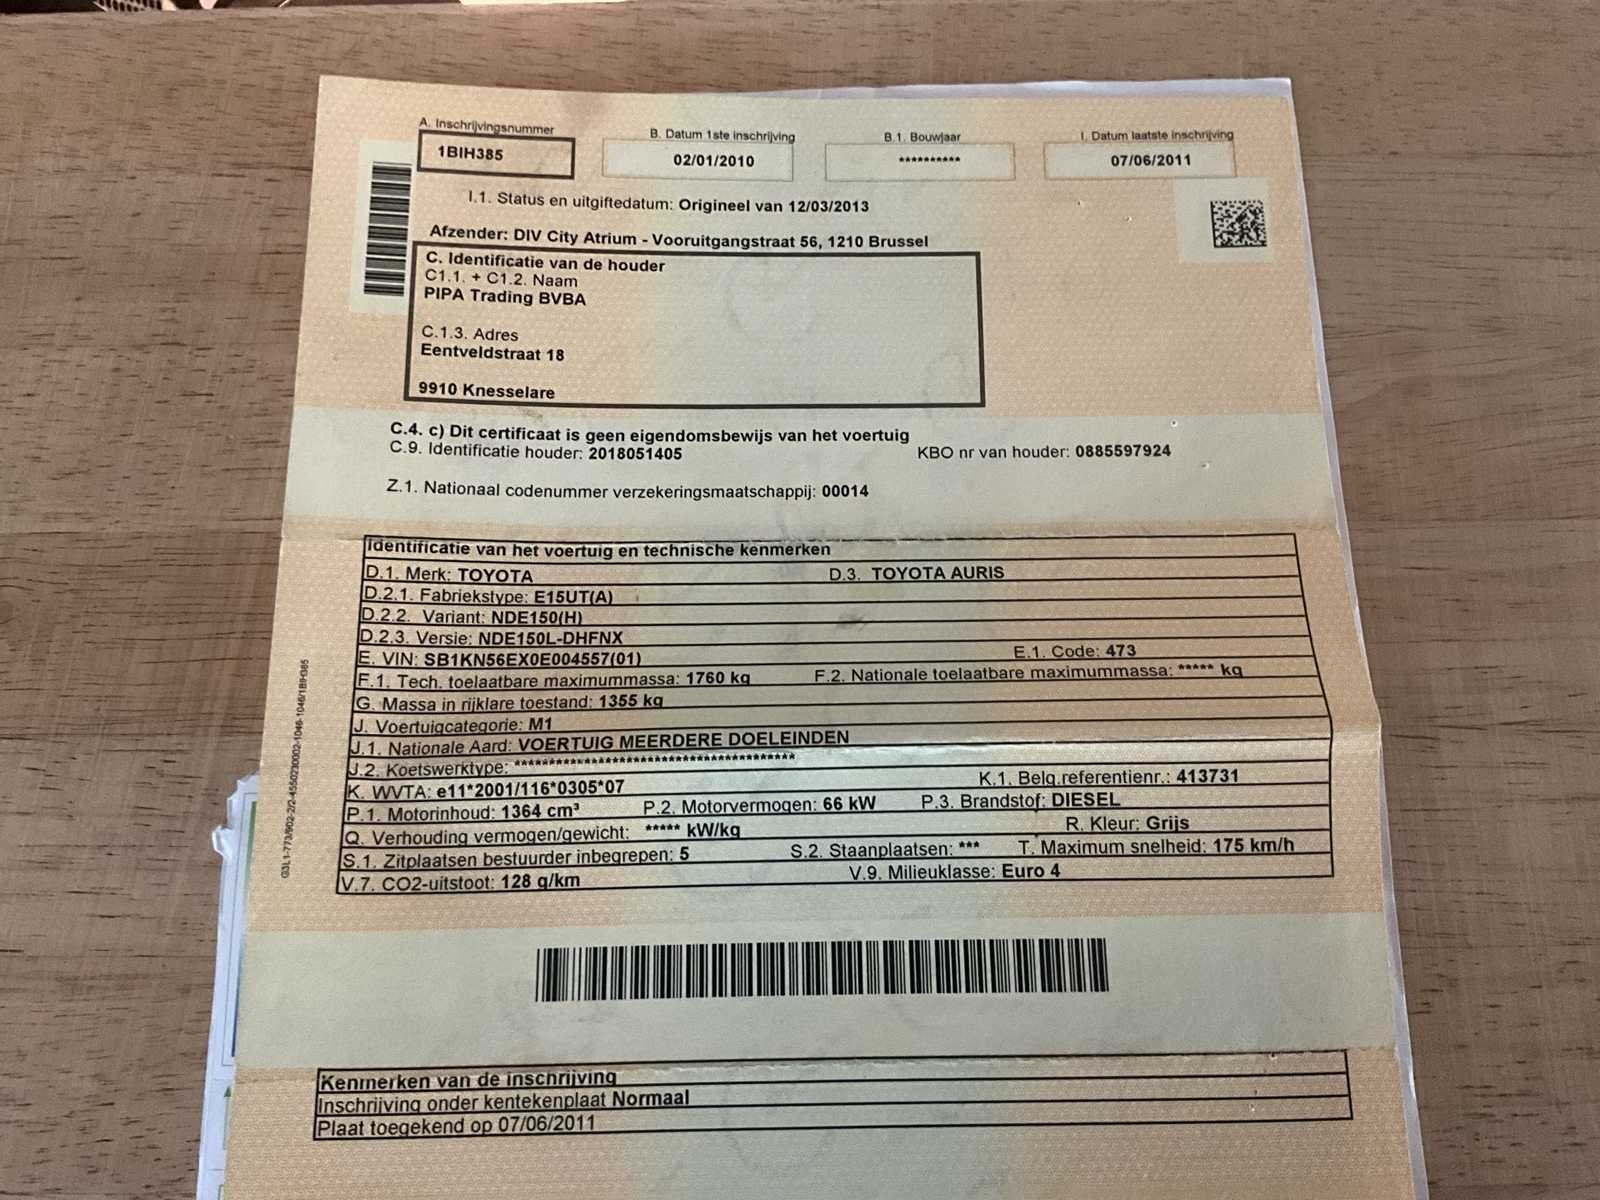 A. Inschrijvingsnummer
1BIH385
B. Datum 1ste inschrijving
02/01/2010
B.1. Bouwjaar
**********
I. Datum laatste inschrijving
07/06/2011
I.1. Status en uitgiftedatum: Origineel van 12/03/2013
Afzender: DIV City Atrium - Vooruitgangstraat 56, 1210 Brussel
C. Identificatie van de houder
C1.1. + C1.2. Naam
PIPA Trading BVBA
C.1.3. Adres
Eentveldstraat 18
9910 Knesselare
C.4. c) Dit certificaat is geen eigendomsbewijs van het voertuig
C.9. Identificatie houder: 2018051405 KBO nr van houder: 0885597924
Z.1. Nationaal codenummer verzekeringsmaatschappij: 00014
Identificatie van het voertuig en technische kenmerken
D.1. Merk: TOYOTA D.3. TOYOTA AURIS
D.2.1. Fabriekstype: E15UT(A)
D.2.2. Variant: NDE150(H)
D.2.3. Versie: NDE150L-DHFNX
E. VIN: SB1KN56EX0E004557(01) E.1. Code: 473
F.1. Tech. toelaatbare maximummassa: 1760 kg F.2. Nationale toelaatbare maximummassa: ***** kg
G. Massa in rijklare toestand: 1355 kg
J. Voertuigcategorie: M1
J.1. Nationale Aard: VOERTUIG MEERDERE DOELEINDEN
J.2. Koetswerktype: ****************************************
K. WVTA: e11*2001/116*0305*07 K.1. Belg.referentienr.: 413731
P.1. Motorinhoud: 1364 cm³ P.2. Motorvermogen: 66 kW P.3. Brandstof: DIESEL
Q. Verhouding vermogen/gewicht: ***** kW/kg R. Kleur: Grijs
S.1. Zitplaatsen bestuurder inbegrepen: 5 S.2. Staanplaatsen: *** T. Maximum snelheid: 175 km/h
V.7. CO2-uitstoot: 128 g/km V.9. Milieuklasse: Euro 4
Kenmerken van de inschrijving
Inschrijving onder kentekenplaat Normaal
Plaat toegekend op 07/06/2011